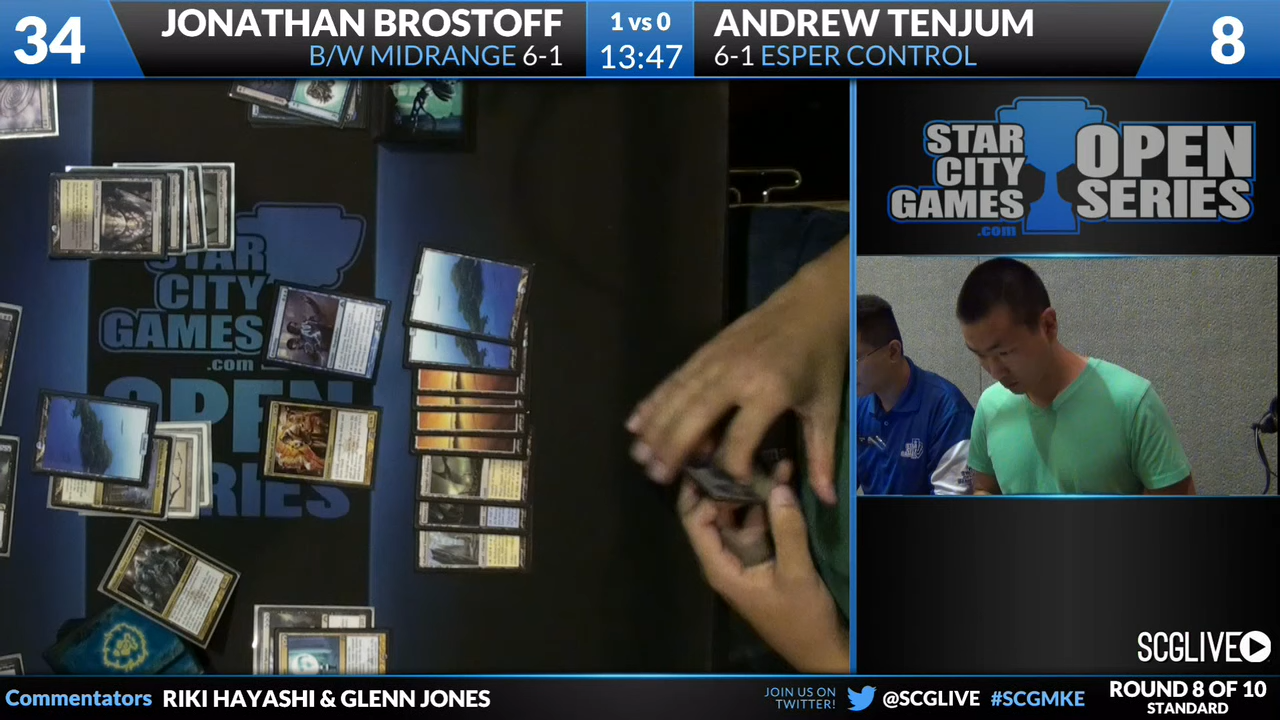 34
JONATHAN BROSTOFF
B/W MIDRANGE 6-1
1 vs 0
13:47
ANDREW TENJUM
6-1 ESPER CONTROL
8
STAR
CITY
GAMES
.com
OPEN
SERIES
STAR
CITY
GAMES
.com
OPEN
SERIES
SCGLIVE
Commentators RIKI HAYASHI & GLENN JONES
JOIN US ON
TWITTER!
@SCGLIVE #SCGMKE
ROUND 8 OF 10
STANDARD